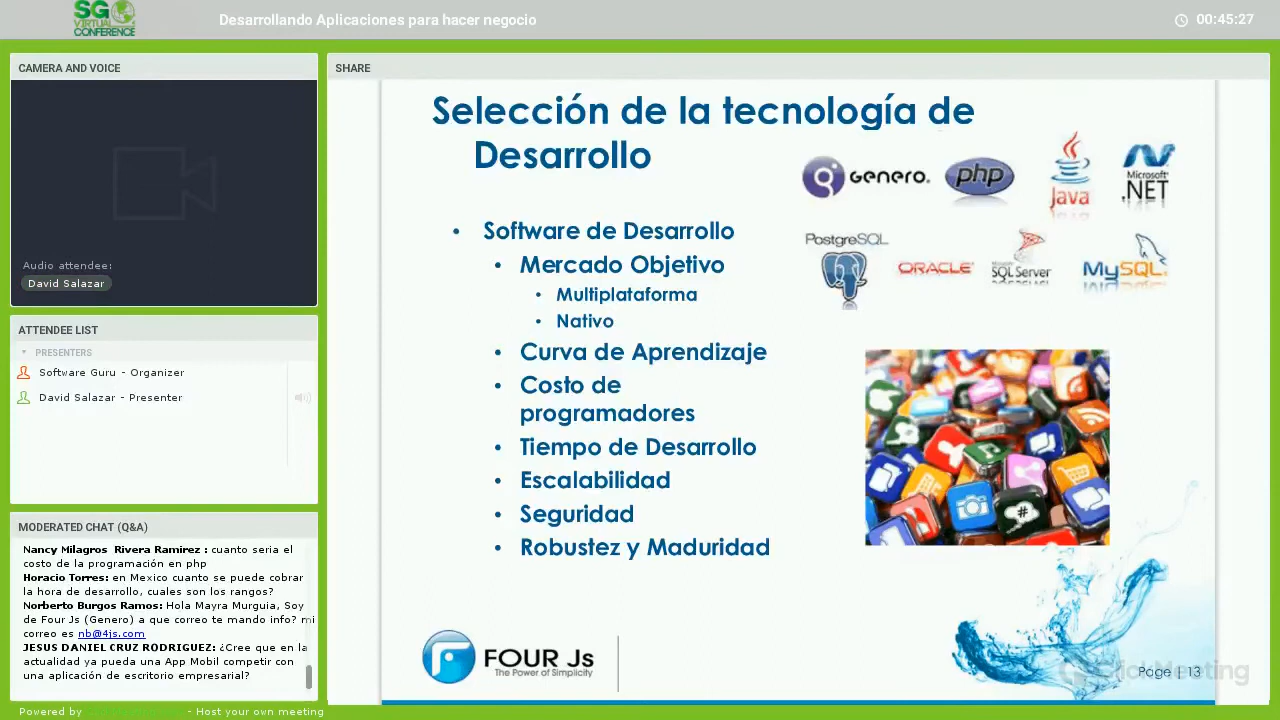 SG VIRTUAL CONFERENCE
Desarrollando Aplicaciones para hacer negocio
00:45:27
CAMERA AND VOICE
Audio attendee:
David Salazar
ATTENDEE LIST
PRESENTERS
Software Guru - Organizer
David Salazar - Presenter
MODERATED CHAT (Q&A)
Nancy Milagros Rivera Ramirez : cuanto seria el
costo de la programación en php
Horacio Torres: en Mexico cuanto se puede cobrar
la hora de desarrollo, cuales son los rangos?
Norberto Burgos Ramos: Hola Mayra Murguia, Soy
de Four Js (Genero) a que correo te mando info? mi
correo es nb@4js.com
JESUS DANIEL CRUZ RODRIGUEZ: ¿Cree que en la
actualidad ya pueda una App Mobil competir con
una aplicación de escritorio empresarial?
Powered by
- Host your own meeting
SHARE
Selección de la tecnología de
Desarrollo
Genero.
php
Java
Microsoft
.NET
PostgreSQL
ORACLE
Microsoft
SQL Server
MySQL
• Software de Desarrollo
• Mercado Objetivo
• Multiplataforma
• Nativo
• Curva de Aprendizaje
• Costo de
programadores
• Tiempo de Desarrollo
• Escalabilidad
• Seguridad
• Robustez y Maduridad
FOUR Js
The Power of Simplicity
ClickMeeting
Page | 13